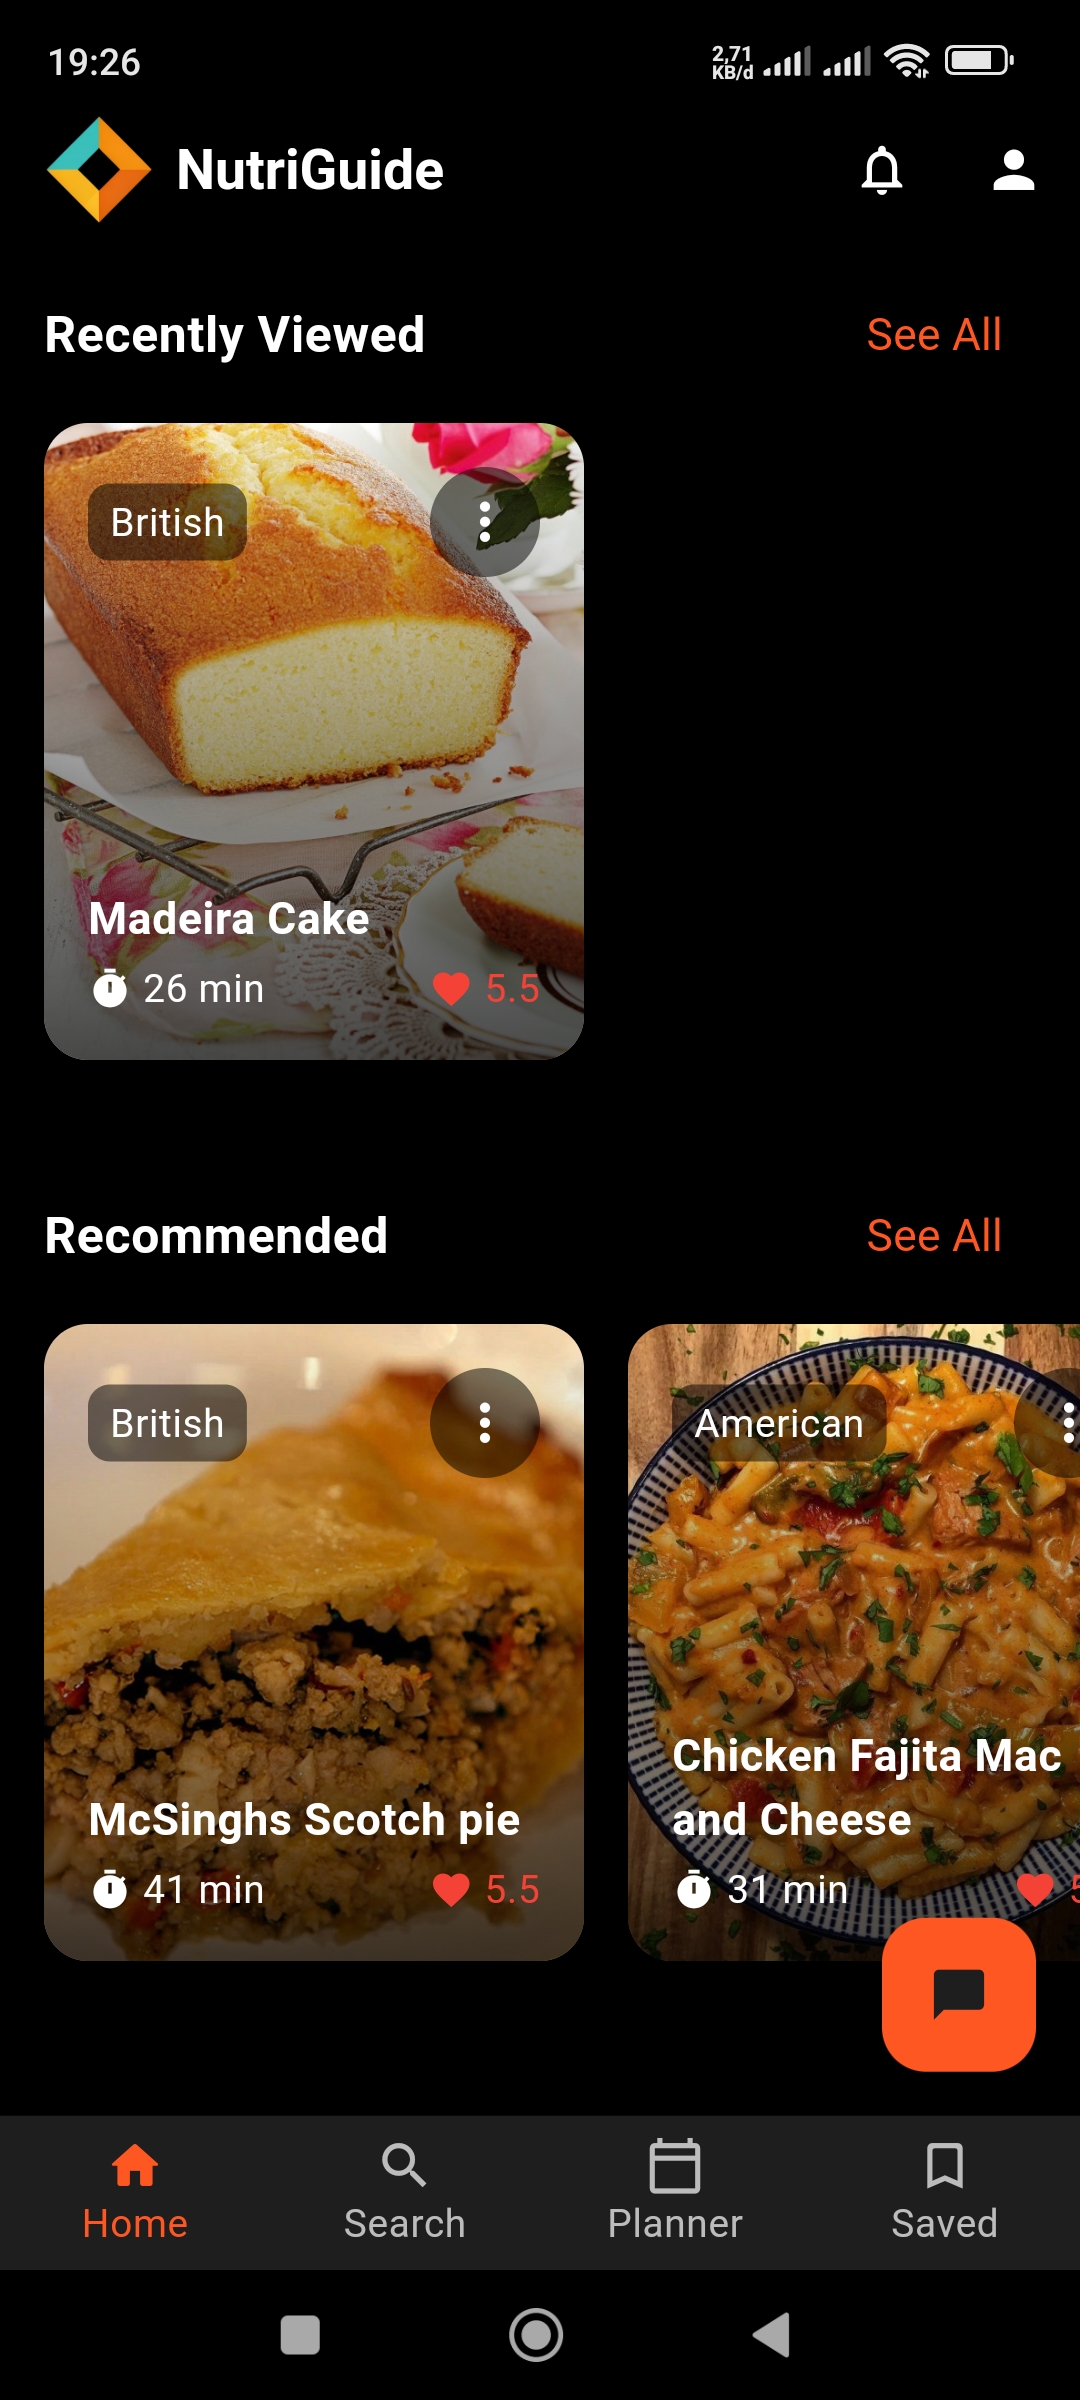 19:26
2,71
KB/d
NutriGuide
Recently Viewed
See All
British
Madeira Cake
26 min
5.5
Recommended
See All
British
McSinghs Scotch pie
41 min
5.5
American
Chicken Fajita Mac
and Cheese
31 min
Home
Search
Planner
Saved